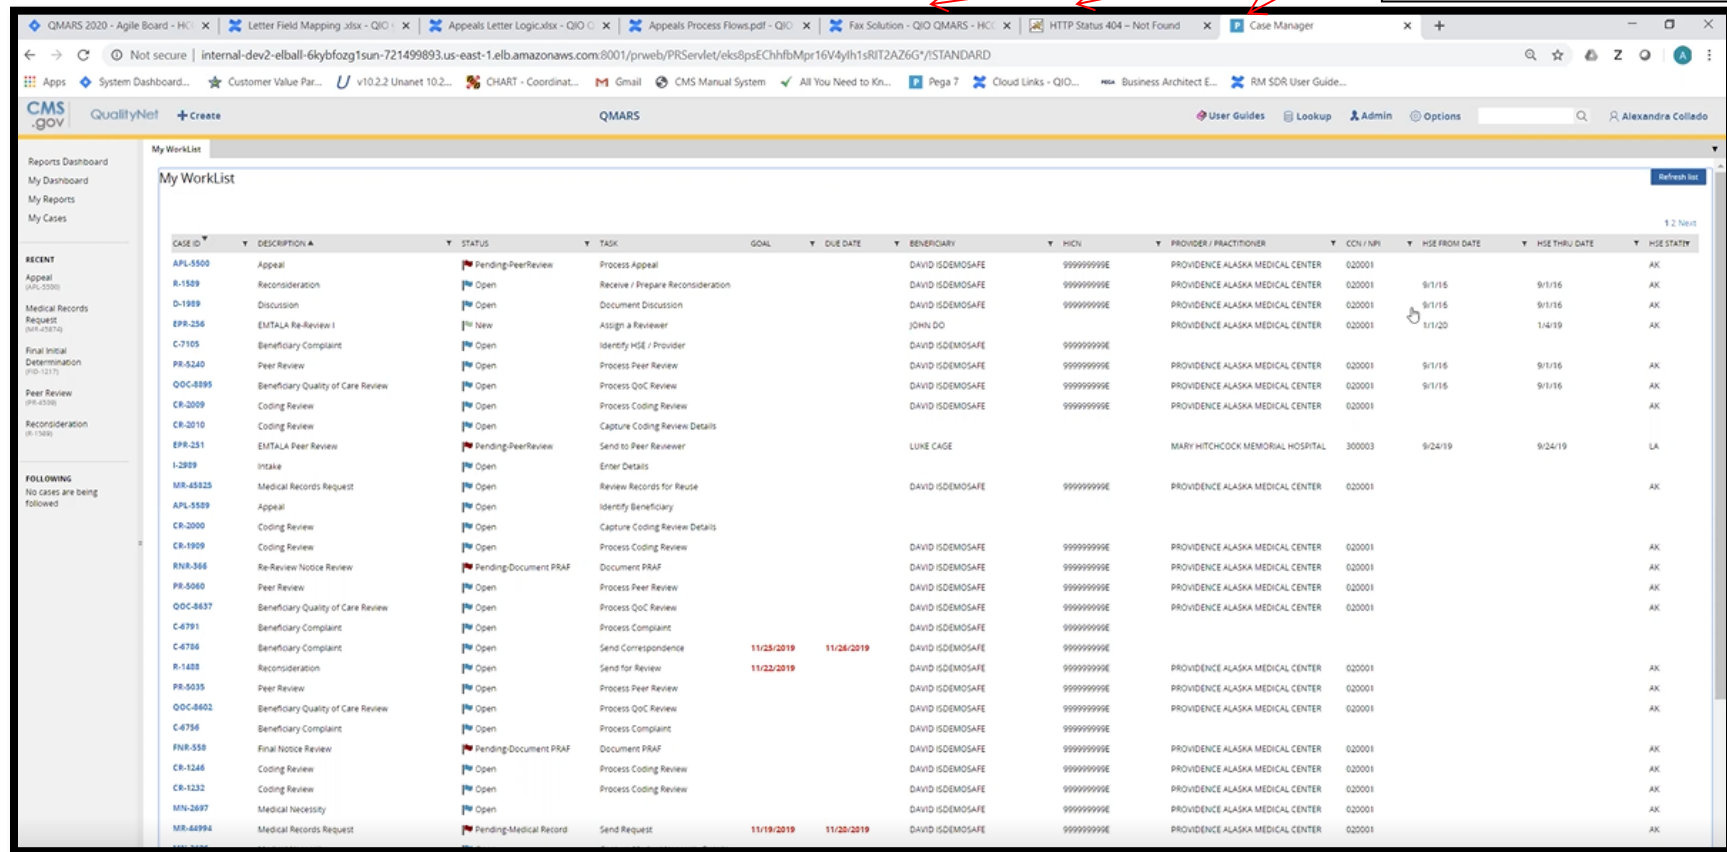 QMARS 2020 - Agile Board - HC Letter Field Mapping .xlsx - QIO Appeals Letter Logic.xlsx - QIO Q Appeals Process Flows.pdf - QIO Fax Solution - QIO QMARS - HC HTTP Status 404 – Not Found Case Manager
Not secure | internal-dev2-elball-6kybfozg1sun-721499893.us-east-1.elb.amazonaws.com:8001/prweb/PRServlet/eks8psEChhfbMpr16V4yIh1sRIT2AZ6G*/!STANDARD
Apps System Dashboard... Customer Value Par... v10.2.2 Unanet 10.2... CHART - Coordinat... Gmail CMS Manual System All You Need to Kn... Pega 7 Cloud Links - QIO... Business Architect E... RM SDR User Guide...
CMS.gov QualityNet +Create QMARS User Guides Lookup Admin Options Alexandra Collado
Reports Dashboard
My Dashboard
My Reports
My Cases
RECENT
Appeal
(APL-5500)
Medical Records
Request
(MR-45874)
Final Initial
Determination
(FID-1217)
Peer Review
(PR-4509)
Reconsideration
(R-1589)
FOLLOWING
No cases are being
followed
My WorkList
My WorkList Refresh list
1 2 Next
CASE ID DESCRIPTION STATUS TASK GOAL DUE DATE BENEFICIARY HICN PROVIDER / PRACTITIONER CCN / NPI HSE FROM DATE HSE THRU DATE HSE STATE
APL-5500 Appeal Pending-PeerReview Process Appeal DAVID ISDEMOSAFE 999999999E PROVIDENCE ALASKA MEDICAL CENTER 020001 AK
R-1589 Reconsideration Open Receive / Prepare Reconsideration DAVID ISDEMOSAFE 999999999E PROVIDENCE ALASKA MEDICAL CENTER 020001 9/1/16 9/1/16 AK
D-1989 Discussion Open Document Discussion DAVID ISDEMOSAFE 999999999E PROVIDENCE ALASKA MEDICAL CENTER 020001 9/1/16 9/1/16 AK
EPR-256 EMTALA Re-Review I New Assign a Reviewer JOHN DO PROVIDENCE ALASKA MEDICAL CENTER 020001 1/1/20 1/4/19 AK
C-7105 Beneficiary Complaint Open Identify HSE / Provider DAVID ISDEMOSAFE 999999999E
PR-5240 Peer Review Open Process Peer Review DAVID ISDEMOSAFE 999999999E PROVIDENCE ALASKA MEDICAL CENTER 020001 9/1/16 9/1/16 AK
QOC-8895 Beneficiary Quality of Care Review Open Process QoC Review DAVID ISDEMOSAFE 999999999E PROVIDENCE ALASKA MEDICAL CENTER 020001 9/1/16 9/1/16 AK
CR-2009 Coding Review Open Process Coding Review DAVID ISDEMOSAFE 999999999E PROVIDENCE ALASKA MEDICAL CENTER 020001 AK
CR-2010 Coding Review Open Capture Coding Review Details
EPR-251 EMTALA Peer Review Pending-PeerReview Send to Peer Reviewer LUKE CAGE MARY HITCHCOCK MEMORIAL HOSPITAL 300003 9/24/19 9/24/19 LA
I-2989 Intake Open Enter Details
MR-45825 Medical Records Request Open Review Records for Reuse DAVID ISDEMOSAFE 999999999E PROVIDENCE ALASKA MEDICAL CENTER 020001 AK
APL-5589 Appeal Open Identify Beneficiary
CR-2000 Coding Review Open Capture Coding Review Details
CR-1909 Coding Review Open Process Coding Review DAVID ISDEMOSAFE 999999999E PROVIDENCE ALASKA MEDICAL CENTER 020001 AK
RNR-366 Re-Review Notice Review Pending-Document PRAF Document PRAF DAVID ISDEMOSAFE 999999999E PROVIDENCE ALASKA MEDICAL CENTER 020001 AK
PR-5060 Peer Review Open Process Peer Review DAVID ISDEMOSAFE 999999999E PROVIDENCE ALASKA MEDICAL CENTER 020001 AK
QOC-8637 Beneficiary Quality of Care Review Open Process QoC Review DAVID ISDEMOSAFE 999999999E PROVIDENCE ALASKA MEDICAL CENTER 020001 AK
C-6791 Beneficiary Complaint Open Process Complaint DAVID ISDEMOSAFE 999999999E
C-6786 Beneficiary Complaint Open Send Correspondence 11/25/2019 11/26/2019 DAVID ISDEMOSAFE 999999999E
R-1488 Reconsideration Open Send for Review 11/22/2019 DAVID ISDEMOSAFE 999999999E PROVIDENCE ALASKA MEDICAL CENTER 020001 AK
PR-5035 Peer Review Open Process Peer Review DAVID ISDEMOSAFE 999999999E PROVIDENCE ALASKA MEDICAL CENTER 020001 AK
QOC-8602 Beneficiary Quality of Care Review Open Process QoC Review DAVID ISDEMOSAFE 999999999E PROVIDENCE ALASKA MEDICAL CENTER 020001 AK
C-6756 Beneficiary Complaint Open Process Complaint DAVID ISDEMOSAFE 999999999E
FNR-558 Final Notice Review Pending-Document PRAF Document PRAF DAVID ISDEMOSAFE 999999999E PROVIDENCE ALASKA MEDICAL CENTER 020001 AK
CR-1246 Coding Review Open Process Coding Review DAVID ISDEMOSAFE 999999999E PROVIDENCE ALASKA MEDICAL CENTER 020001 AK
CR-1232 Coding Review Open Process Coding Review DAVID ISDEMOSAFE 999999999E PROVIDENCE ALASKA MEDICAL CENTER 020001 AK
MN-2697 Medical Necessity Open DAVID ISDEMOSAFE 999999999E PROVIDENCE ALASKA MEDICAL CENTER 020001 AK
MR-44994 Medical Records Request Pending-Medical Record Send Request 11/19/2019 11/20/2019 DAVID ISDEMOSAFE 999999999E PROVIDENCE ALASKA MEDICAL CENTER 020001 AK